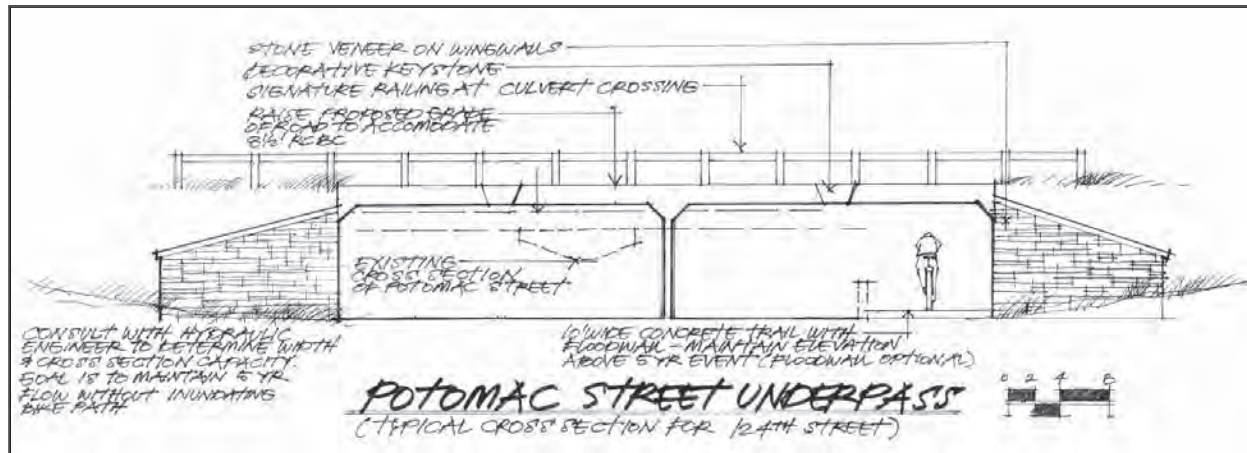 STONE VENEER ON WINGWALLS
DECORATIVE KEYSTONE
SIGNATURE RAILING AT CULVERT CROSSING
RAISE PROPOSED GRADE
OF ROAD TO ACCOMODATE
8½' RCBC
EXISTING
CROSS SECTION
OF POTOMAC STREET
CONSULT WITH HYDRAULIC
ENGINEER TO DETERMINE WIDTH
& CROSS SECTION CAPACITY.
GOAL IS TO MAINTAIN 5 YR
FLOW WITHOUT INUNDATING
BIKE PATH
10' WIDE CONCRETE TRAIL WITH
FLOODWALL - MAINTAIN ELEVATION
ABOVE 5 YR EVENT (FLOODWALL OPTIONAL)
POTOMAC STREET UNDERPASS
(TYPICAL CROSS SECTION FOR 124TH STREET)
0 2 4 8